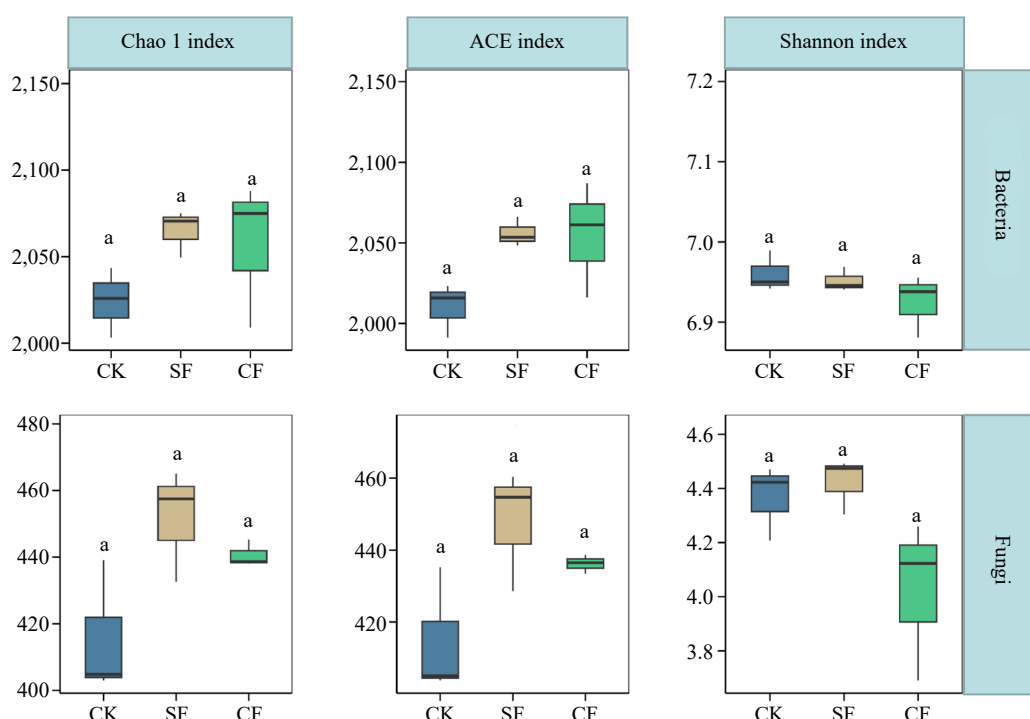 Chao 1 index
ACE index
Shannon index
2,150
2,100
2,050
2,000
a
a
a
CK
SF
CF
2,150
2,100
2,050
2,000
a
a
a
CK
SF
CF
7.2
7.1
7.0
6.9
a
a
a
CK
SF
CF
Bacteria
480
460
440
420
400
a
a
a
CK
SF
CF
460
440
420
a
a
a
CK
SF
CF
4.6
4.4
4.2
4.0
3.8
a
a
a
CK
SF
CF
Fungi